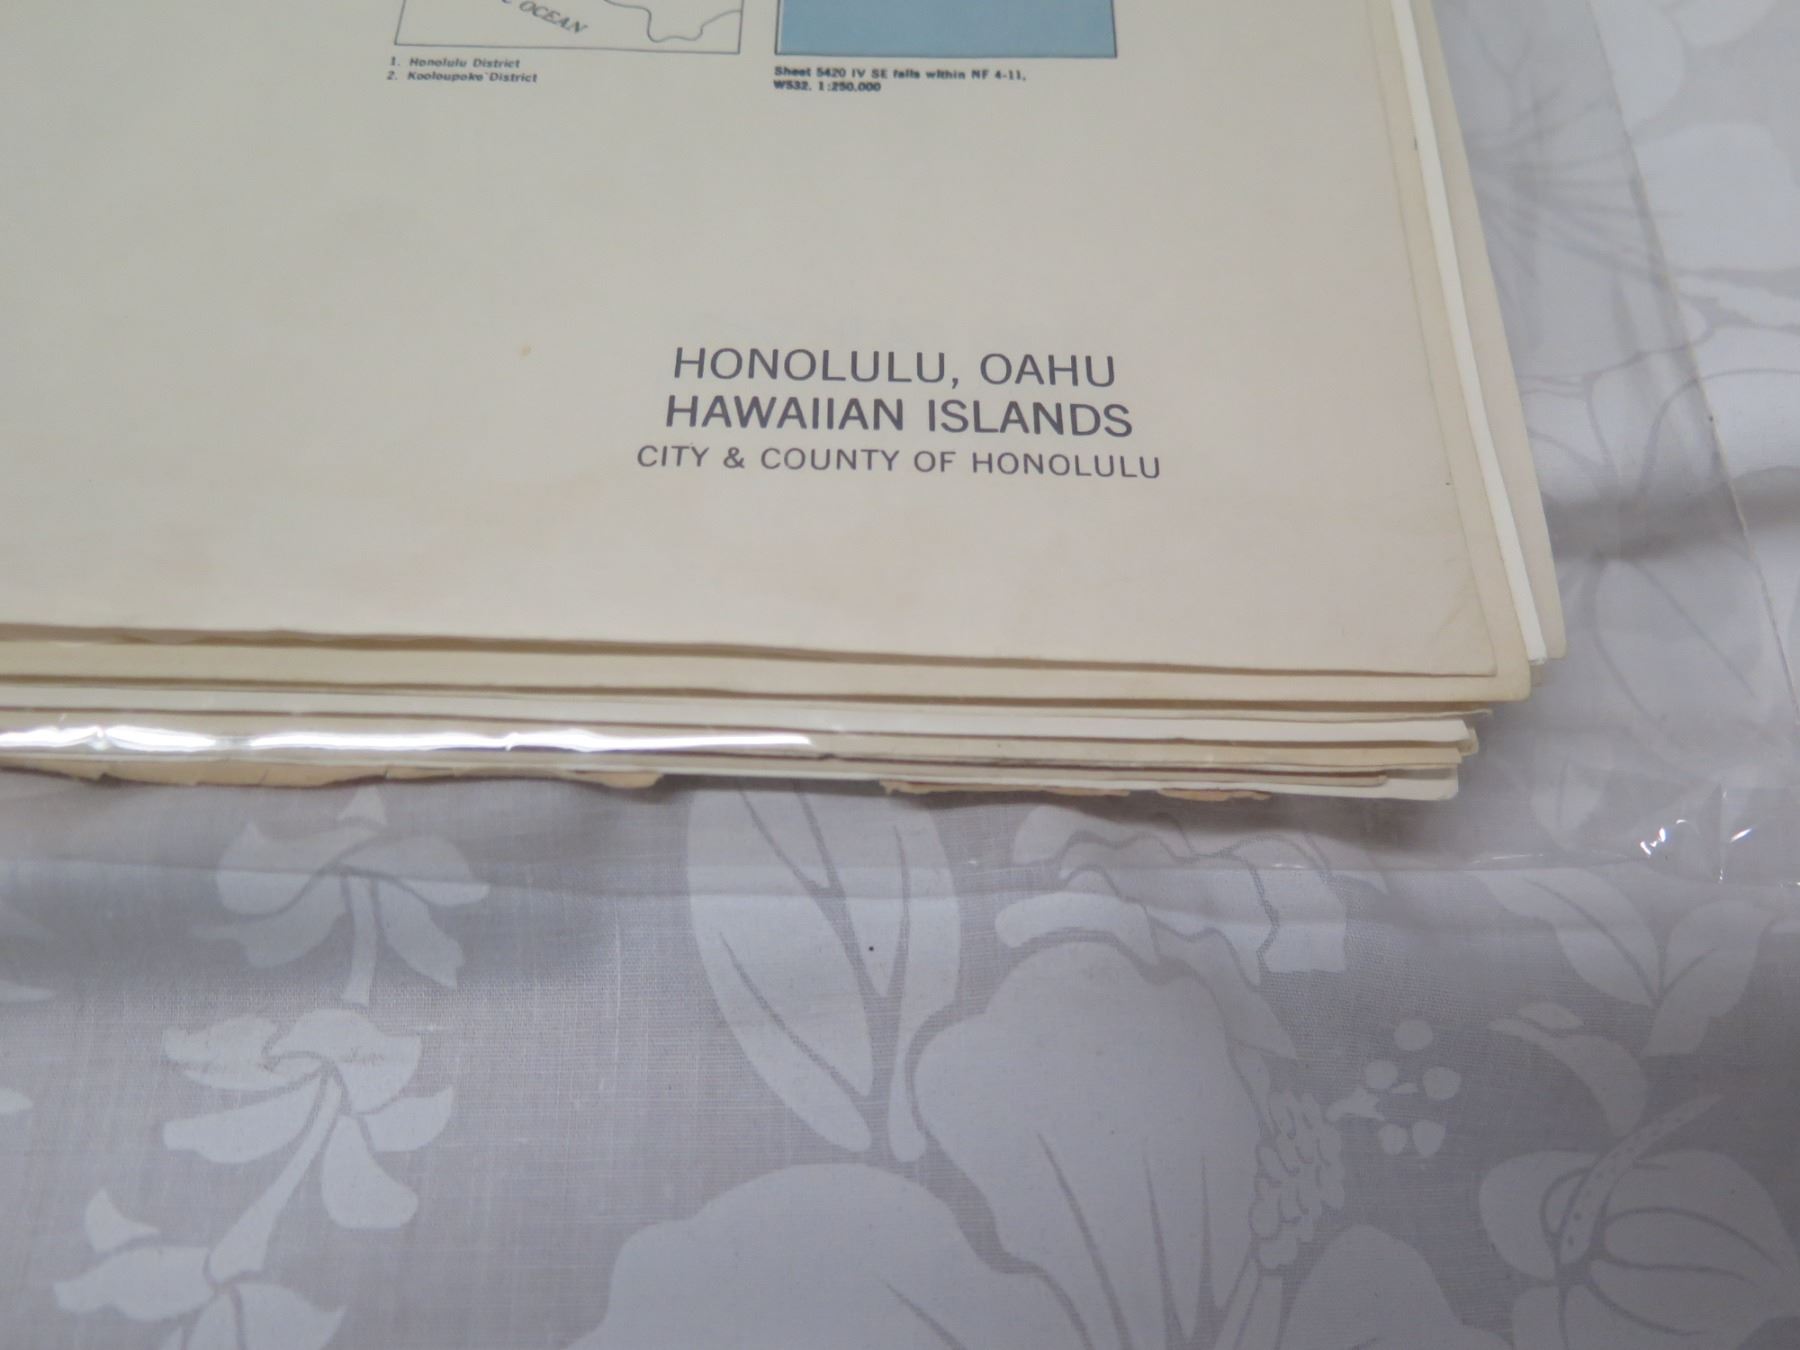 OCEAN
1. Honolulu District
2. Koolaupoko District
Sheet 5420 IV SE falls within NF 4-11,
W532, 1:250,000
HONOLULU, OAHU
HAWAIIAN ISLANDS
CITY & COUNTY OF HONOLULU